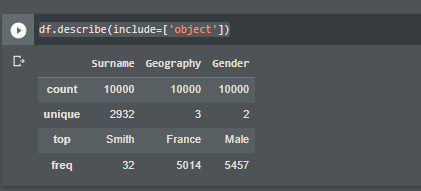 df.describe(include=['object'])
Surname Geography Gender
count 10000 10000 10000
unique 2932 3 2
top Smith France Male
freq 32 5014 5457